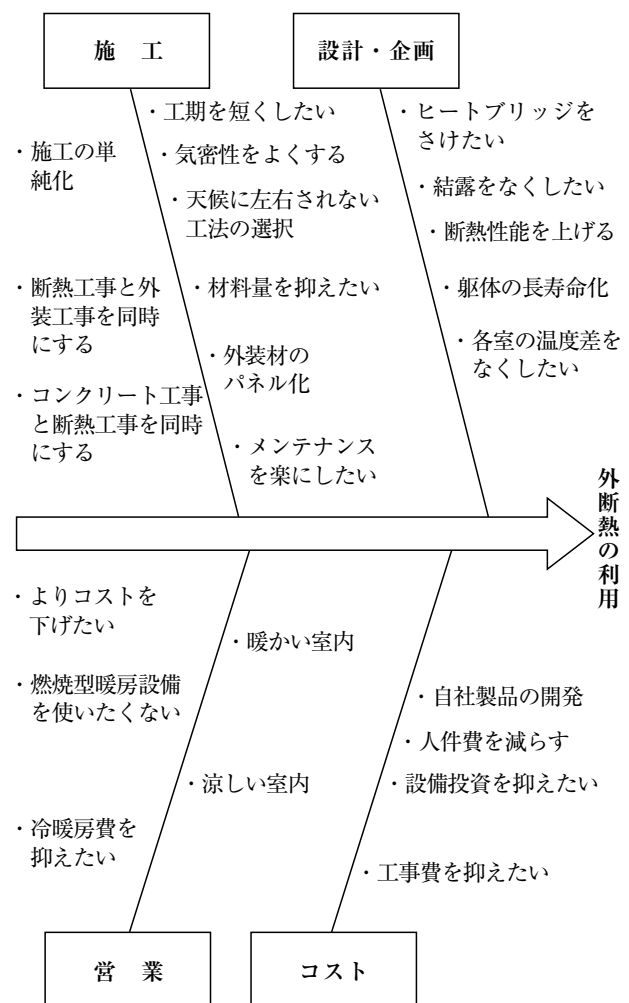 施　工
・工期を短くしたい
・施工の単
純化
・気密性をよくする
・天候に左右されない
工法の選択
・断熱工事と外
装工事を同時
にする
・材料量を抑えたい
・外装材の
パネル化
・コンクリート工事
と断熱工事を同時
にする
・メンテナンス
を楽にしたい
設計・企画
・ヒートブリッジを
さけたい
・結露をなくしたい
・断熱性能を上げる
・躯体の長寿命化
・各室の温度差を
なくしたい
外断熱の利用
・よりコストを
下げたい
・暖かい室内
・燃焼型暖房設備
を使いたくない
・涼しい室内
・冷暖房費を
抑えたい
営　業
・自社製品の開発
・人件費を減らす
・設備投資を抑えたい
・工事費を抑えたい
コスト